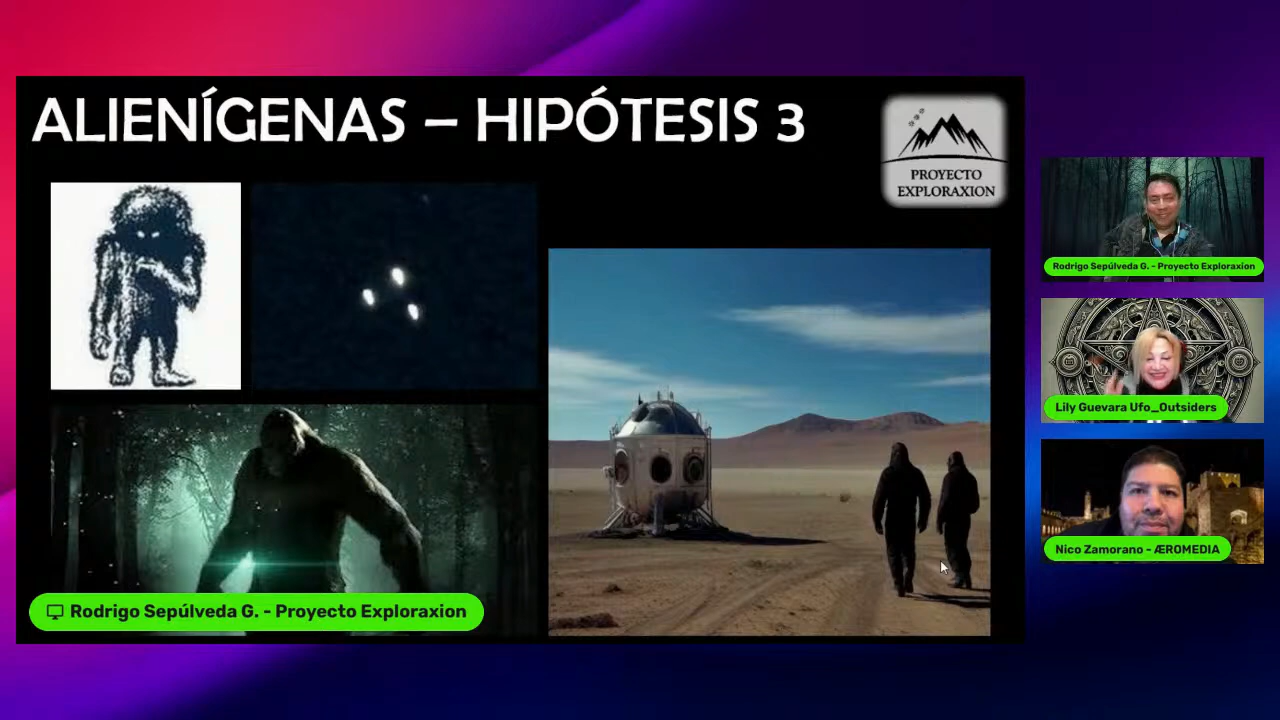 ALIENÍGENAS – HIPÓTESIS 3
PROYECTO
EXPLORAXION
Rodrigo Sepúlveda G. - Proyecto Exploraxion
Rodrigo Sepúlveda G. - Proyecto Exploraxion
Lily Guevara Ufo_Outsiders
Nico Zamorano - ÆROMEDIA